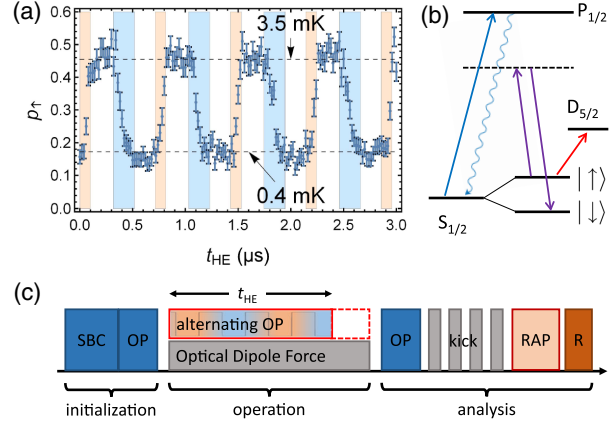 (a)
0.6
0.5
0.4
0.3
0.2
0.1
0.0
p↑
3.5 mK
0.4 mK
0.0 0.5 1.0 1.5 2.0 2.5 3.0
tHE (μs)
(b)
P1/2
D5/2
|↑⟩
|↓⟩
S1/2
(c)
tHE
SBC OP
alternating OP
Optical Dipole Force
OP kick RAP R
initialization operation analysis